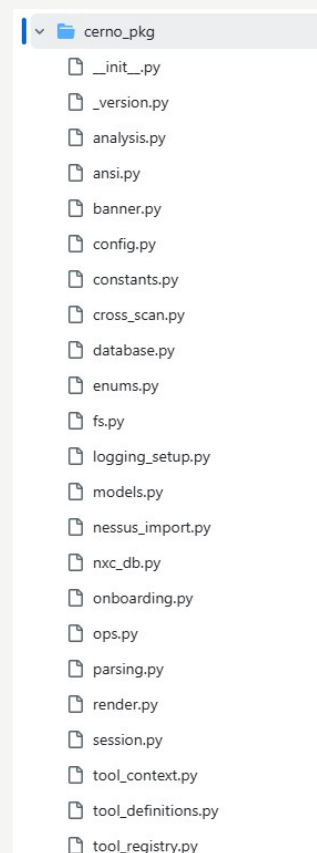 cerno_pkg
__init__.py
_version.py
analysis.py
ansi.py
banner.py
config.py
constants.py
cross_scan.py
database.py
enums.py
fs.py
logging_setup.py
models.py
nessus_import.py
nxc_db.py
onboarding.py
ops.py
parsing.py
render.py
session.py
tool_context.py
tool_definitions.py
tool_registry.py